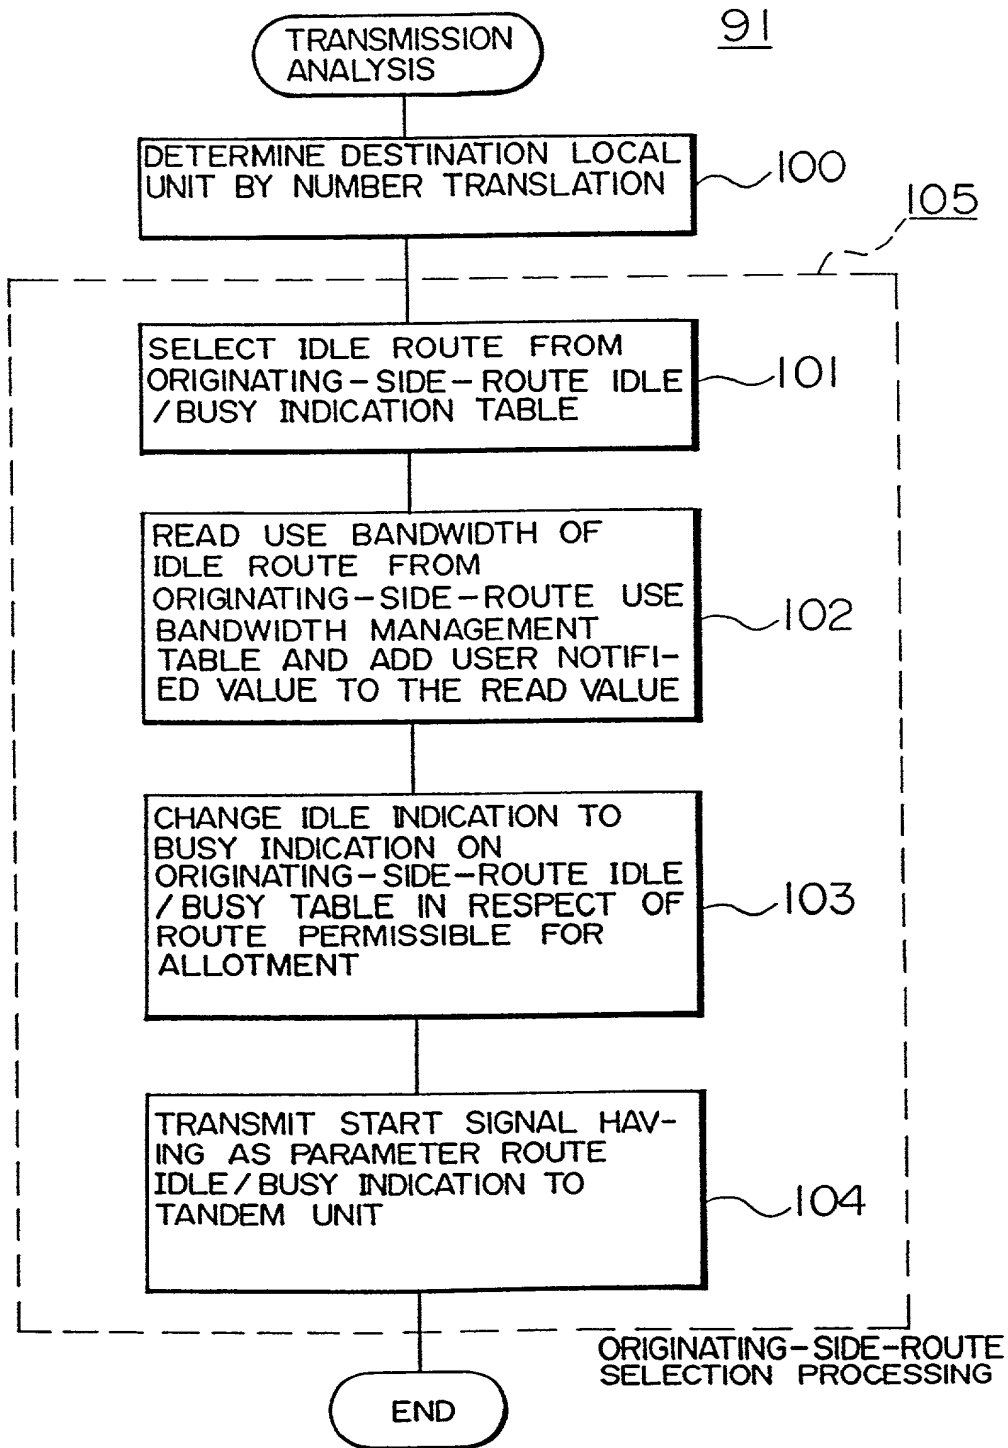 91
TRANSMISSION
ANALYSIS
DETERMINE DESTINATION LOCAL
UNIT BY NUMBER TRANSLATION
100
105
SELECT IDLE ROUTE FROM
ORIGINATING-SIDE-ROUTE IDLE
/BUSY INDICATION TABLE
101
READ USE BANDWIDTH OF
IDLE ROUTE FROM
ORIGINATING-SIDE-ROUTE USE
BANDWIDTH MANAGEMENT
TABLE AND ADD USER NOTIFI-
ED VALUE TO THE READ VALUE
102
CHANGE IDLE INDICATION TO
BUSY INDICATION ON
ORIGINATING-SIDE-ROUTE IDLE
/BUSY TABLE IN RESPECT OF
ROUTE PERMISSIBLE FOR
ALLOTMENT
103
TRANSMIT START SIGNAL HAV-
ING AS PARAMETER ROUTE
IDLE/BUSY INDICATION TO
TANDEM UNIT
104
ORIGINATING-SIDE-ROUTE
SELECTION PROCESSING
END